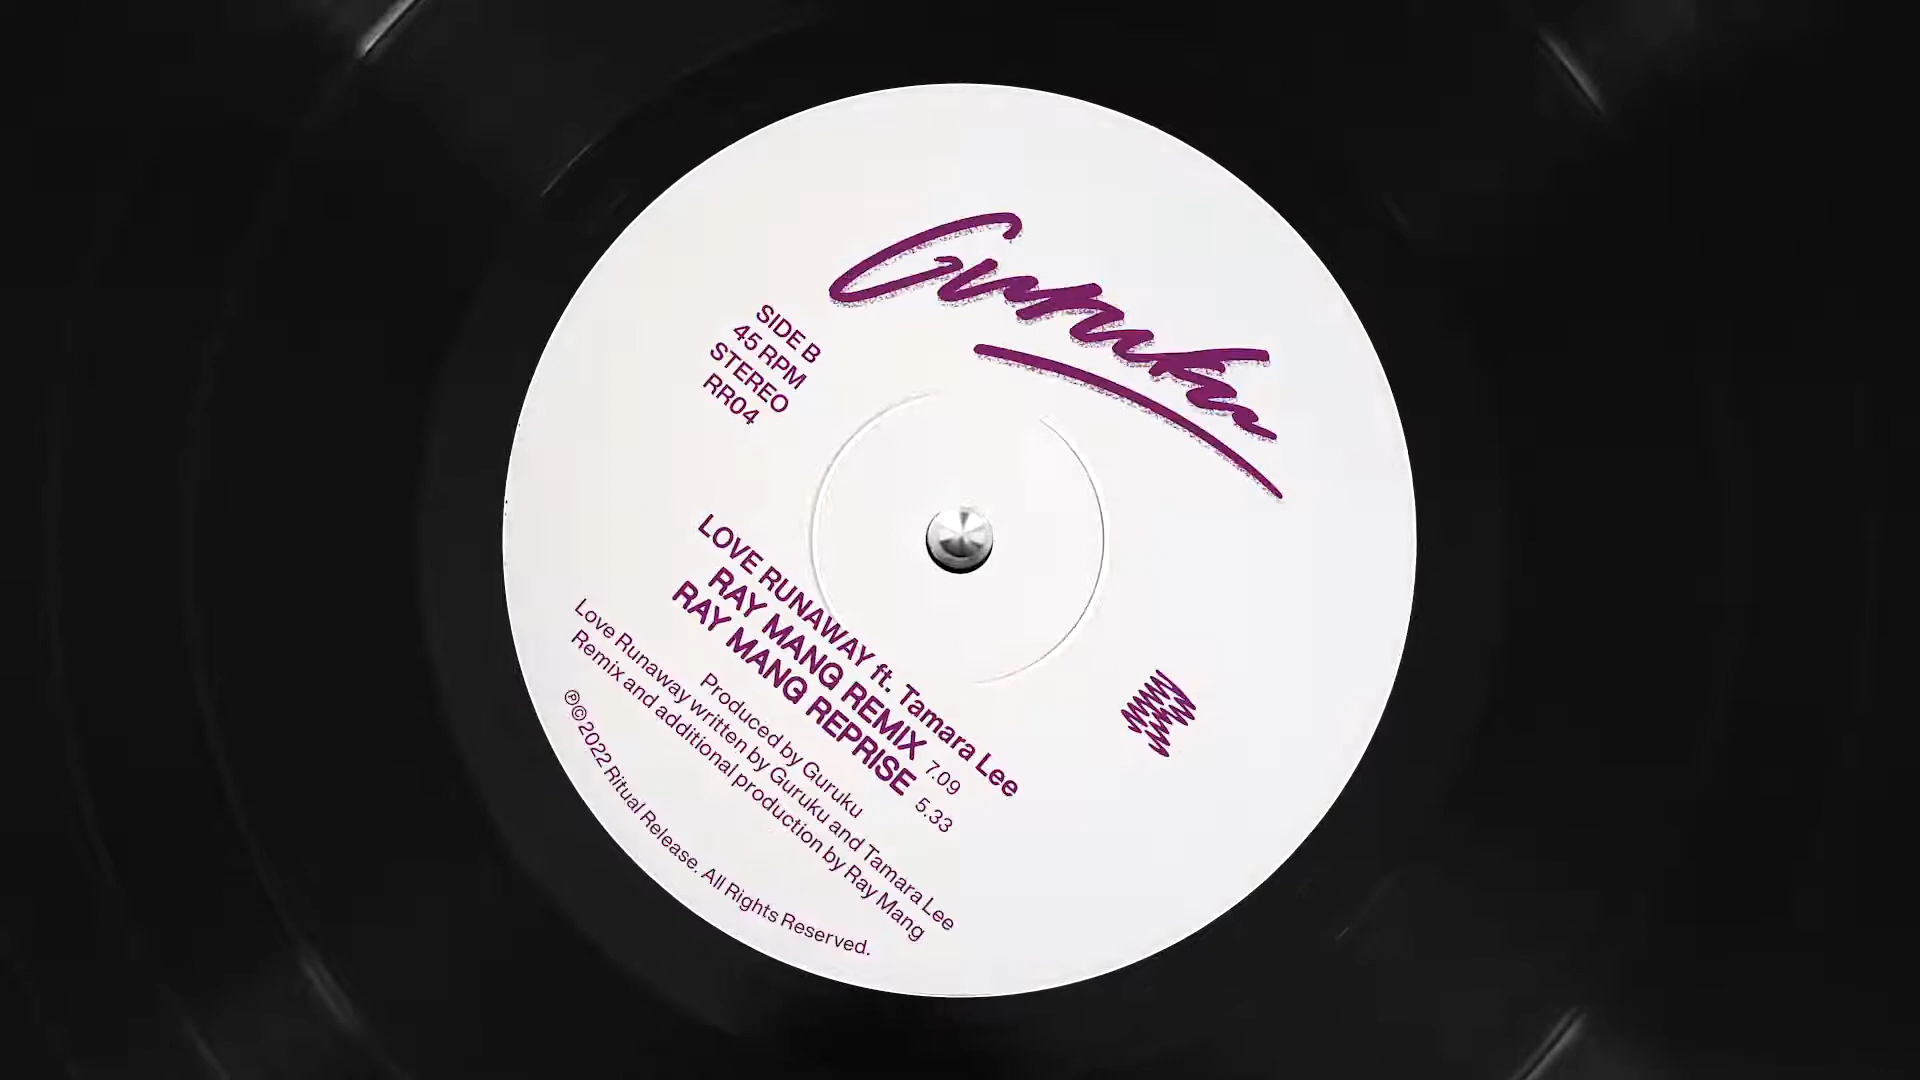 Guruku
SIDE B
45 RPM
STEREO
RR04
LOVE RUNAWAY ft. Tamara Lee
RAY MANG REMIX 7.09
RAY MANG REPRISE 5.33
Produced by Guruku
Love Runaway written by Guruku and Tamara Lee
Remix and additional production by Ray Mang
℗©2022 Ritual Release. All Rights Reserved.